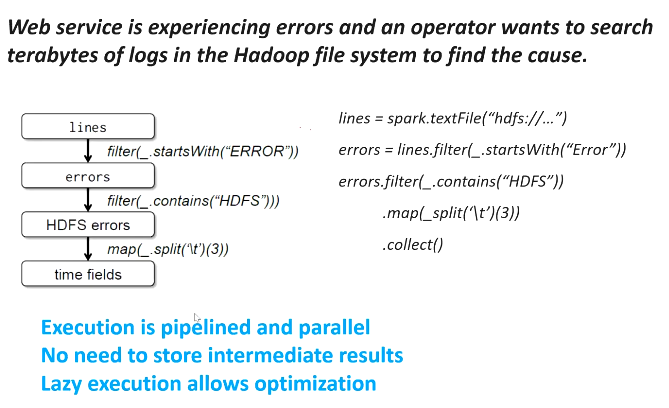 Web service is experiencing errors and an operator wants to search
terabytes of logs in the Hadoop file system to find the cause.
lines
filter(_.startsWith(“ERROR”))
errors
filter(_.contains(“HDFS”)))
HDFS errors
map(_.split(‘\t’)(3))
time fields
lines = spark.textFile(“hdfs://…”)
errors = lines.filter(_.startsWith(“Error”))
errors.filter(_.contains(“HDFS”))
.map(_split(‘\t’)(3))
.collect()
Execution is pipelined and parallel
No need to store intermediate results
Lazy execution allows optimization